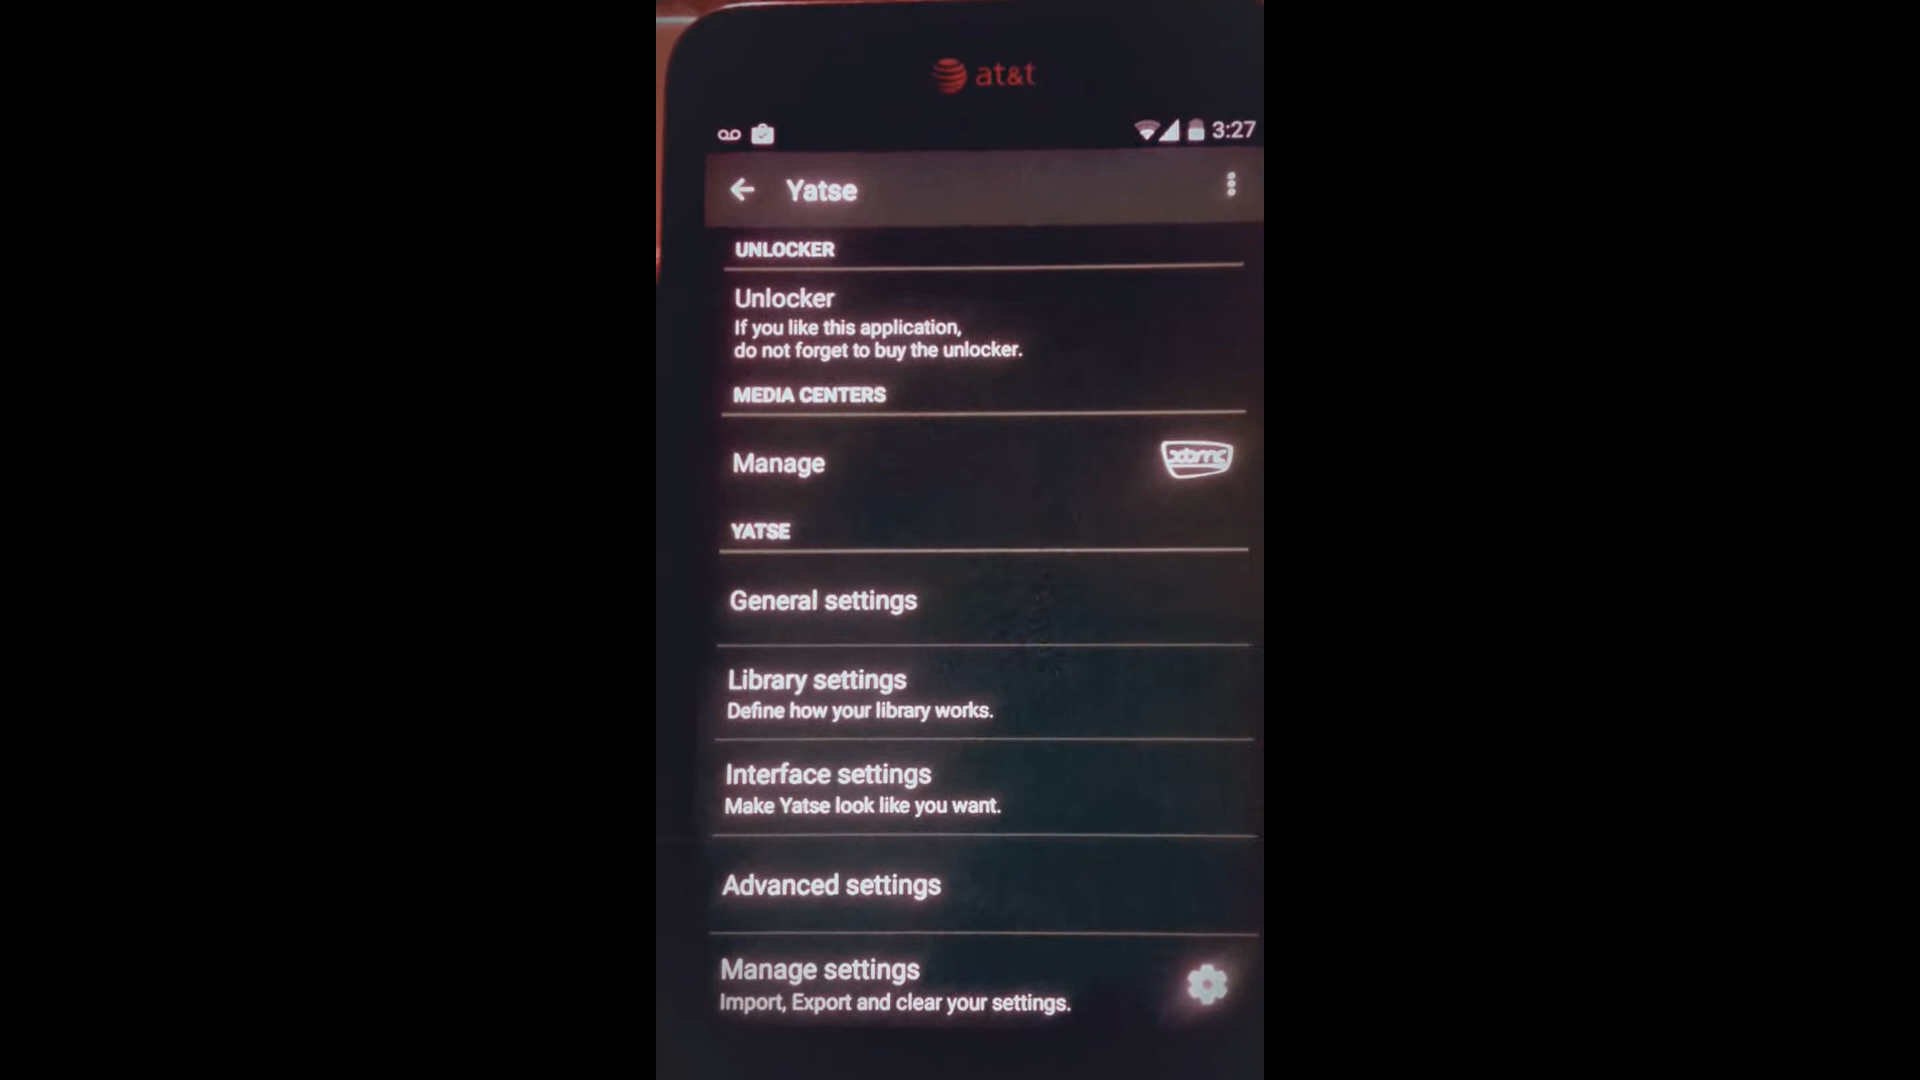 at&t
3:27
Yatse
UNLOCKER
Unlocker
If you like this application,
do not forget to buy the unlocker.
MEDIA CENTERS
Manage
xbmc
YATSE
General settings
Library settings
Define how your library works.
Interface settings
Make Yatse look like you want.
Advanced settings
Manage settings
Import, Export and clear your settings.